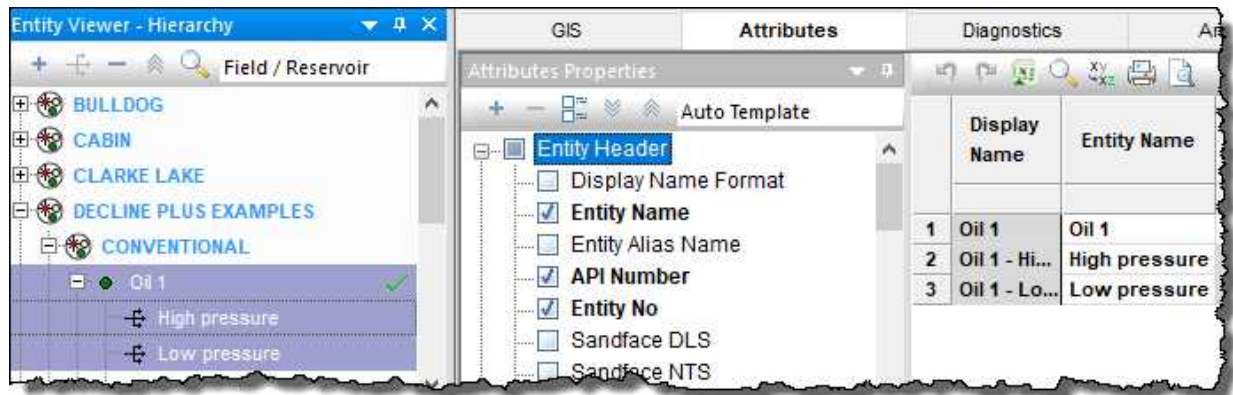 Entity Viewer - Hierarchy
Field / Reservoir
BULLDOG
CABIN
CLARKE LAKE
DECLINE PLUS EXAMPLES
CONVENTIONAL
Oil 1
High pressure
Low pressure
GIS
Attributes
Diagnostics
Attributes Properties
Auto Template
Entity Header
Display Name Format
Entity Name
Entity Alias Name
API Number
Entity No
Sandface DLS
Sandface NTS
Display Name
Entity Name
1 Oil 1 Oil 1
2 Oil 1 - Hi... High pressure
3 Oil 1 - Lo... Low pressure